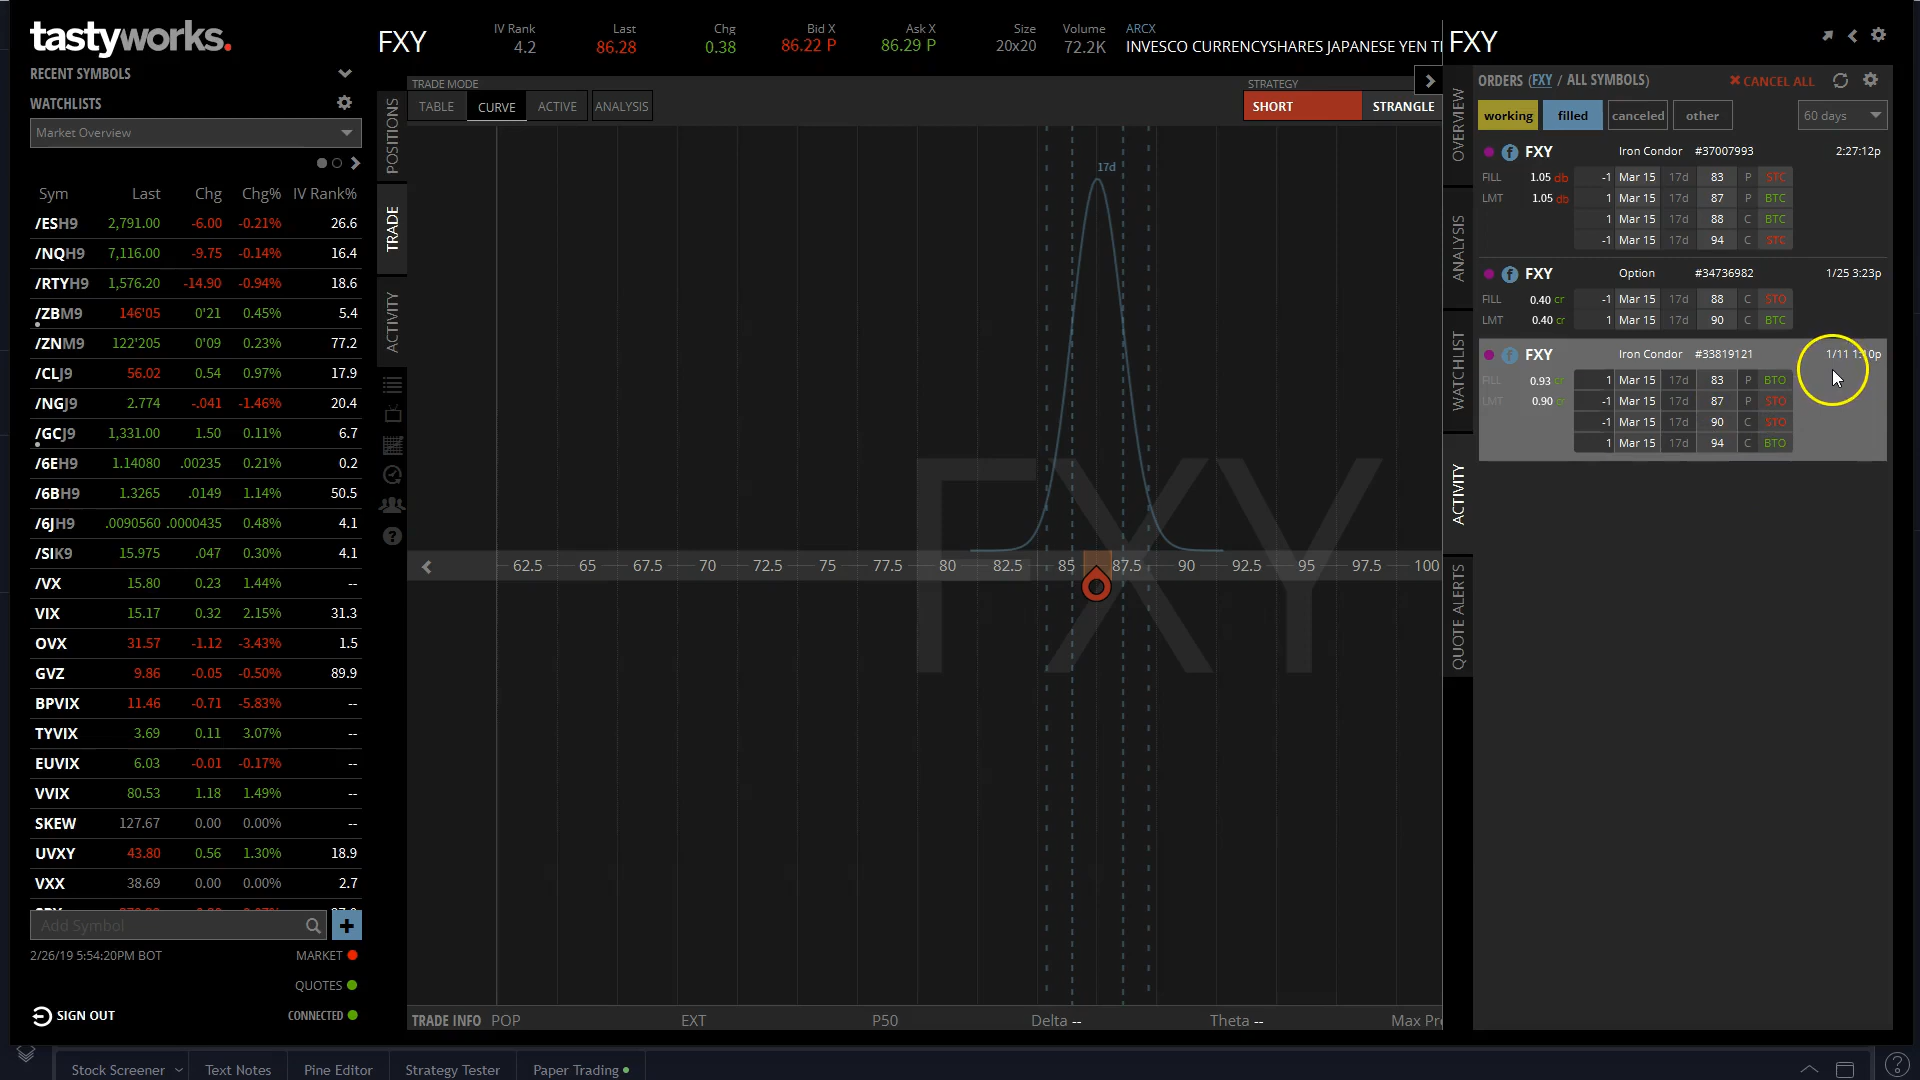 tastyworks.
RECENT SYMBOLS
WATCHLISTS
Market Overview
Sym Last Chg Chg% IV Rank%
/ESH9 2,791.00 -6.00 -0.21% 26.6
/NQH9 7,116.00 -9.75 -0.14% 16.4
/RTYH9 1,576.20 -14.90 -0.94% 18.6
/ZBM9 146'05 0'21 0.45% 5.4
/ZNM9 122'205 0'09 0.23% 77.2
/CLJ9 56.02 0.54 0.97% 17.9
/NGJ9 2.774 -.041 -1.46% 20.4
/GCJ9 1,331.00 1.50 0.11% 6.7
/6EH9 1.14080 .00235 0.21% 0.2
/6BH9 1.3265 .0149 1.14% 50.5
/6JH9 .0090560 .0000435 0.48% 4.1
/SIK9 15.975 .047 0.30% 4.1
/VX 15.80 0.23 1.44% --
VIX 15.17 0.32 2.15% 31.3
OVX 31.57 -1.12 -3.43% 1.5
GVZ 9.86 -0.05 -0.50% 89.9
BPVIX 11.46 -0.71 -5.83% --
TYVIX 3.69 0.11 3.07% --
EUVIX 6.03 -0.01 -0.17% --
VVIX 80.53 1.18 1.49% --
SKEW 127.67 0.00 0.00% --
UVXY 43.80 0.56 1.30% 18.9
VXX 38.69 0.00 0.00% 2.7
Add Symbol
2/26/19 5:54:20PM BOT MARKET
QUOTES
SIGN OUT CONNECTED
FXY
IV Rank Last Chg Bid X Ask X Size Volume ARCX
4.2 86.28 0.38 86.22 P 86.29 P 20x20 72.2K INVESCO CURRENCYSHARES JAPANESE YEN T
TRADE MODE STRATEGY
TABLE CURVE ACTIVE ANALYSIS SHORT STRANGLE
POSITIONS
TRADE
ACTIVITY
17d
FXY
62.5 65 67.5 70 72.5 75 77.5 80 82.5 85 87.5 90 92.5 95 97.5 100
TRADE INFO POP EXT P50 Delta -- Theta -- Max Pr
OVERVIEW
ANALYSIS
WATCHLIST
ACTIVITY
QUOTE ALERTS
FXY
ORDERS (FXY / ALL SYMBOLS) CANCEL ALL
working filled canceled other 60 days
f FXY Iron Condor #37007993 2:27:12p
FILL 1.05 db -1 Mar 15 17d 83 P STC
LMT 1.05 db 1 Mar 15 17d 87 P BTC
1 Mar 15 17d 88 C BTC
-1 Mar 15 17d 94 C STC
f FXY Option #34736982 1/25 3:23p
FILL 0.40 cr -1 Mar 15 17d 88 C STO
LMT 0.40 cr 1 Mar 15 17d 90 C BTC
f FXY Iron Condor #33819121 1/11 1:10p
FILL 0.93 cr 1 Mar 15 17d 83 P BTO
LMT 0.90 cr -1 Mar 15 17d 87 P STO
-1 Mar 15 17d 90 C STO
1 Mar 15 17d 94 C BTO
Stock Screener Text Notes Pine Editor Strategy Tester Paper Trading